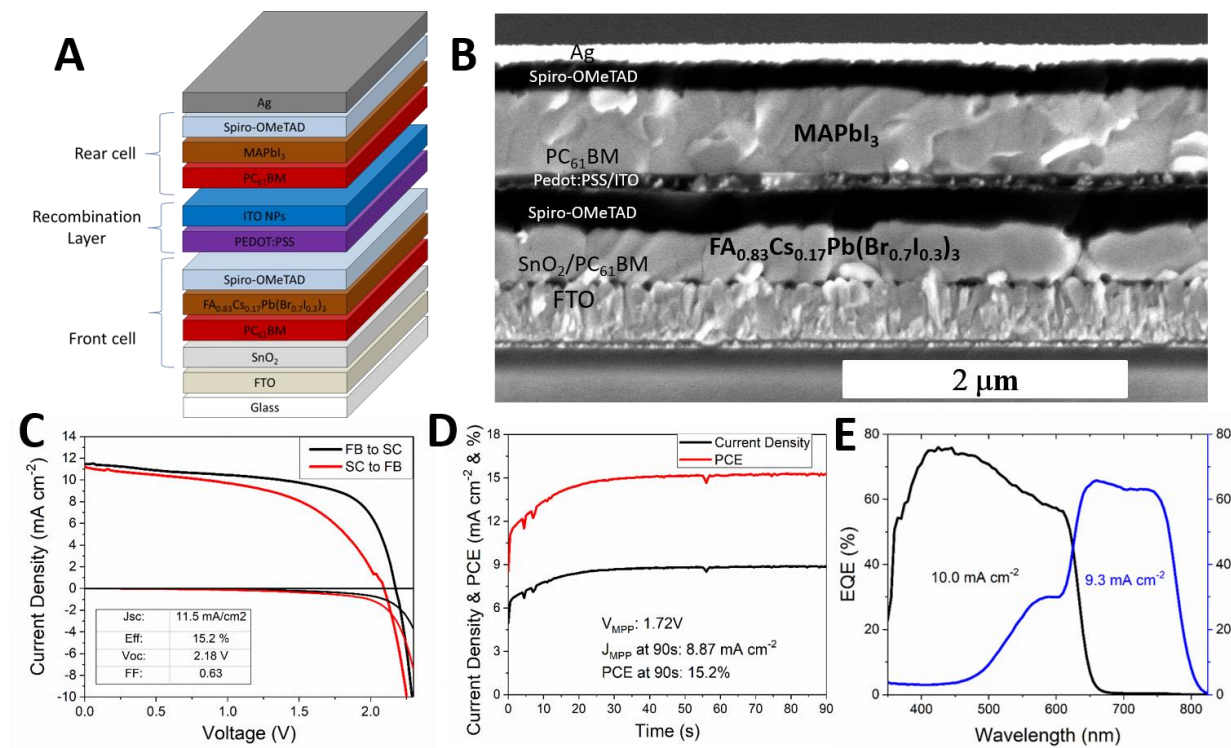 A
Ag
Spiro-OMeTAD
MAPbI₃
PC₆₁BM
ITO NPs
PEDOT:PSS
Spiro-OMeTAD
FA₀.₈₃Cs₀.₁₇Pb(Br₀.₇I₀.₃)₃
PC₆₁BM
SnO₂
FTO
Glass
Rear cell
Recombination
Layer
Front cell
B
Ag
Spiro-OMeTAD
MAPbI₃
PC₆₁BM
Pedot:PSS/ITO
Spiro-OMeTAD
FA₀.₈₃Cs₀.₁₇Pb(Br₀.₇I₀.₃)₃
SnO₂/PC₆₁BM
FTO
2 µm
C
FB to SC
SC to FB
Current Density (mA cm⁻²)
14
12
10
8
6
4
2
0
-2
-4
-6
-8
-10
Jsc: 11.5 mA/cm2
Eff: 15.2 %
Voc: 2.18 V
FF: 0.63
0.0 0.5 1.0 1.5 2.0
Voltage (V)
D
Current Density
PCE
Current Density & PCE (mA cm⁻² & %)
18
15
12
9
6
3
0
V_MPP: 1.72V
J_MPP at 90s: 8.87 mA cm⁻²
PCE at 90s: 15.2%
0 10 20 30 40 50 60 70 80 90
Time (s)
E
EQE (%)
80
60
40
20
0
10.0 mA cm⁻²
9.3 mA cm⁻²
80
60
40
20
0
400 500 600 700 800
Wavelength (nm)